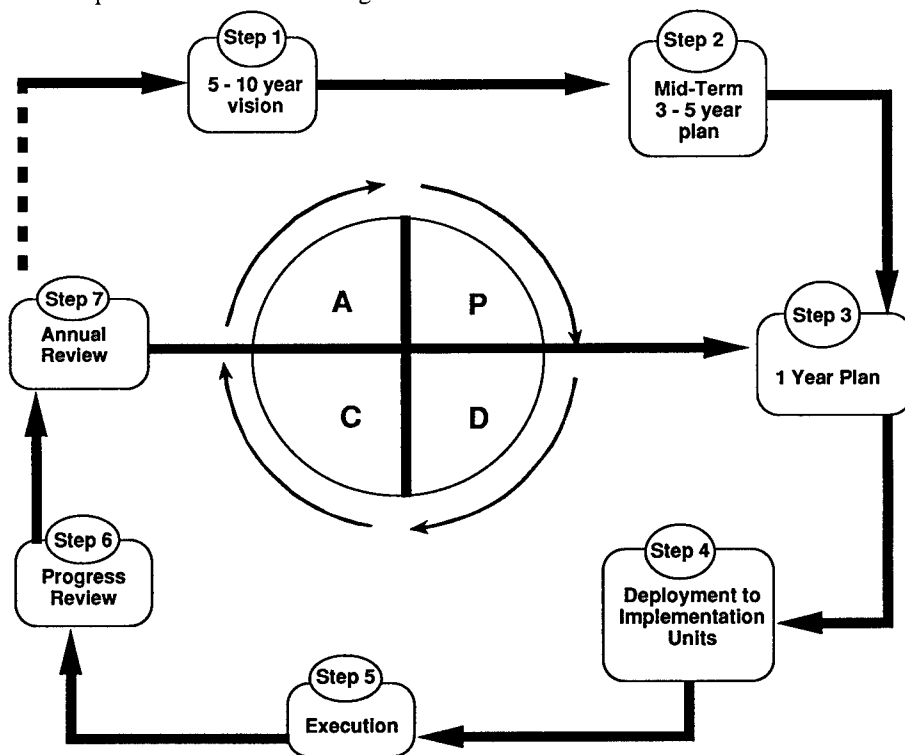 Step 1
5 - 10 year
vision
Step 2
Mid-Term
3 - 5 year
plan
Step 3
1 Year Plan
Step 4
Deployment to
Implementation
Units
Step 5
Execution
Step 6
Progress
Review
Step 7
Annual
Review
A
P
C
D